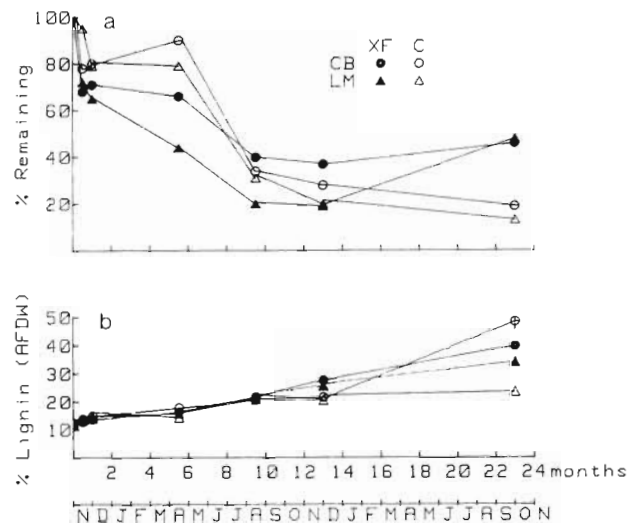 a
XF C
CB
LM
100
80
60
40
20
% Remaining
b
50
40
30
20
10
% Lignin (AFDW)
2 4 6 8 10 12 14 16 18 20 22 24 months
N D J F M A M J J A S O N D J F M A M J J A S O N